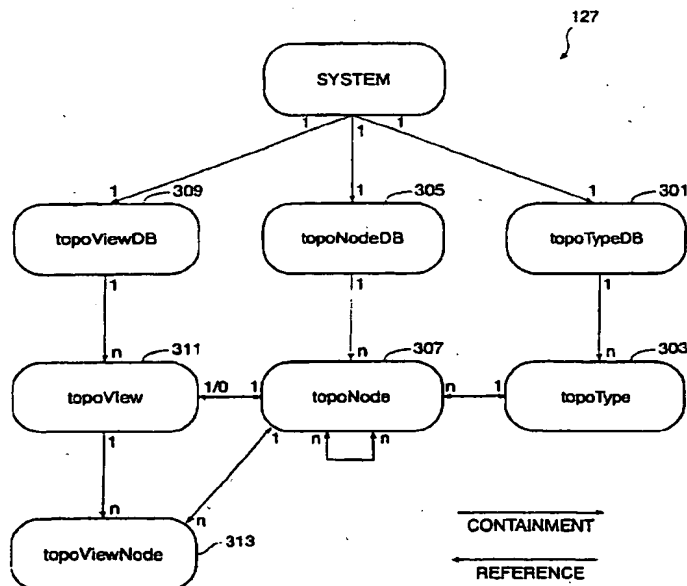 127
SYSTEM
1 1 1
1 309 1 305 1 301
topoViewDB topoNodeDB topoTypeDB
1 1 1
n 311 n 307 n 303
topoView 1/0 1 topoNode n 1 topoType
1 1 n n
n n
topoViewNode 313
CONTAINMENT
REFERENCE